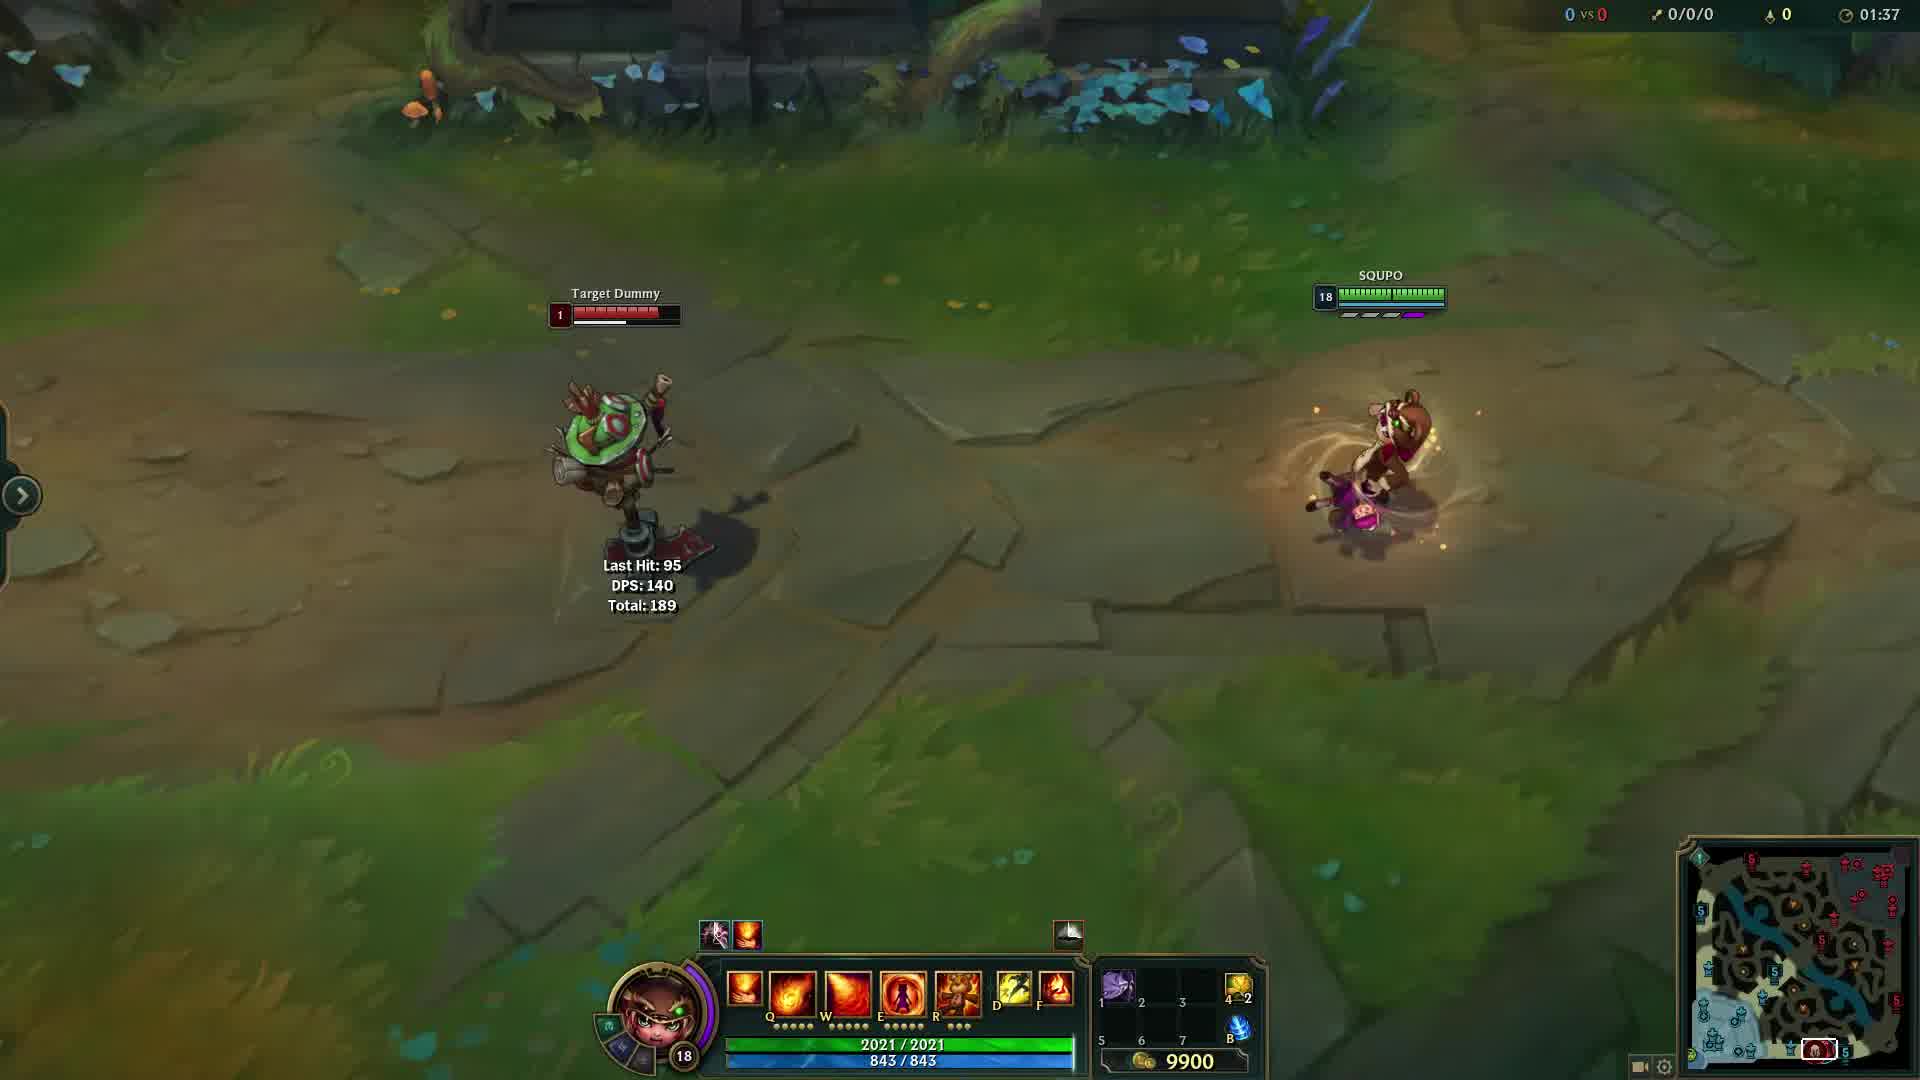 0 vs 0 0/0/0 0 01:37
SQUPO
18
Target Dummy
1
Last Hit: 95
DPS: 140
Total: 189
Q W E R D F
1 2 3 4 2
5 6 7 B
18
2021 / 2021
843 / 843
9900
S
S
S
S
S
S
S